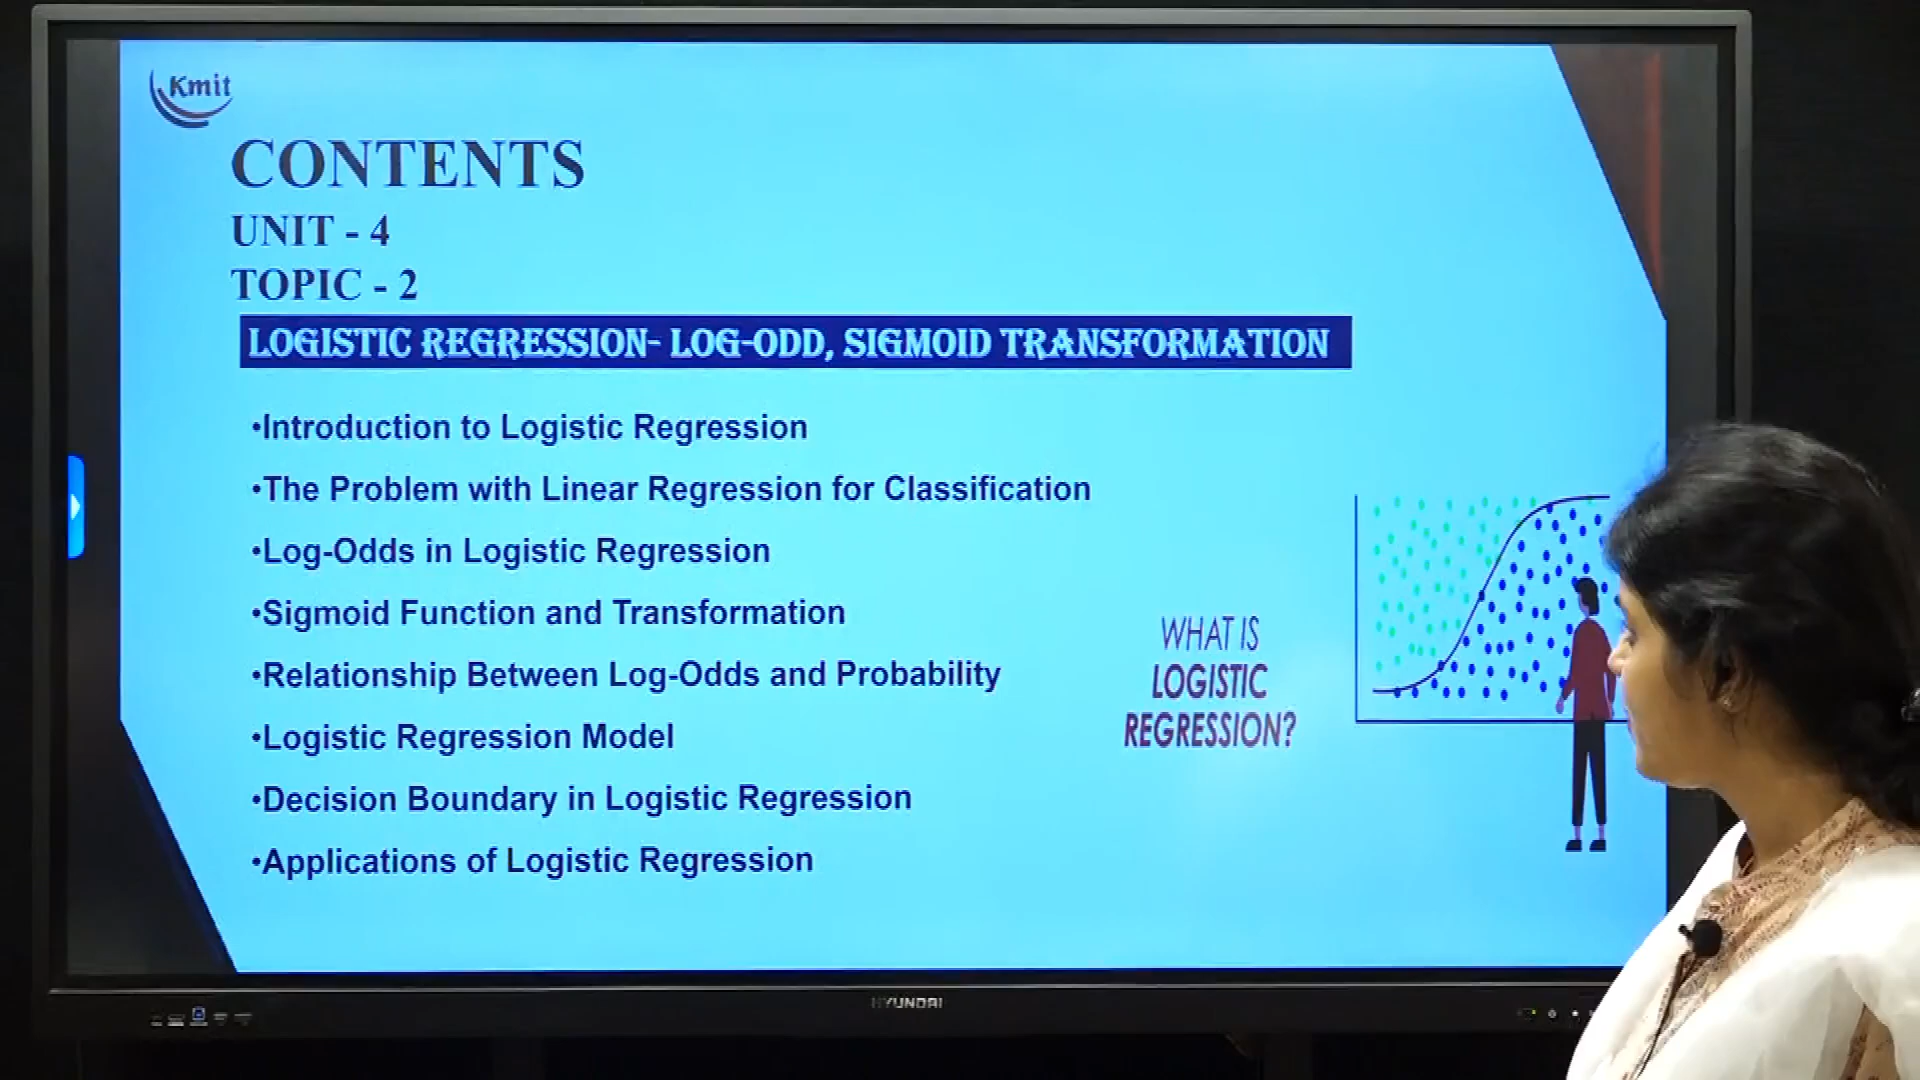 Kmit
CONTENTS
UNIT - 4
TOPIC - 2
LOGISTIC REGRESSION- LOG-ODD, SIGMOID TRANSFORMATION
•Introduction to Logistic Regression
•The Problem with Linear Regression for Classification
•Log-Odds in Logistic Regression
•Sigmoid Function and Transformation
•Relationship Between Log-Odds and Probability
•Logistic Regression Model
•Decision Boundary in Logistic Regression
•Applications of Logistic Regression
WHAT IS
LOGISTIC
REGRESSION?
HYUNDAI